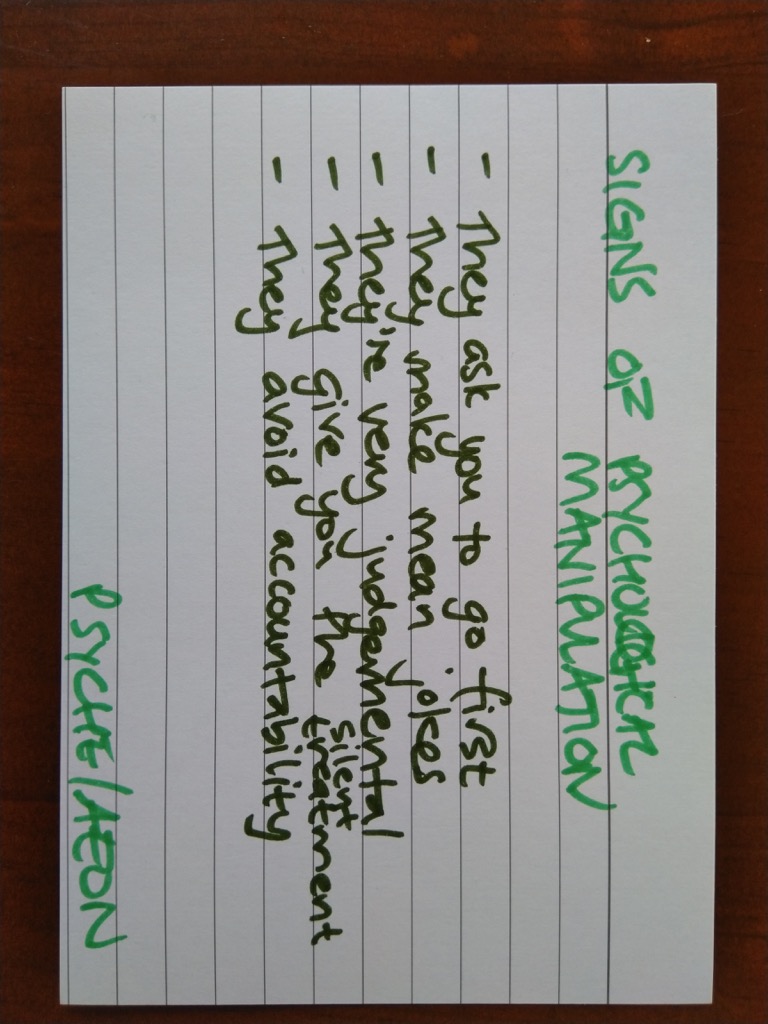 SIGNS OF PSYCHOLOGICAL
MANIPULATION
- They ask you to go first
- They make mean jokes
- They're very judgemental
- They give you the silent treatment
- They avoid accountability
PSYCHE/AEON